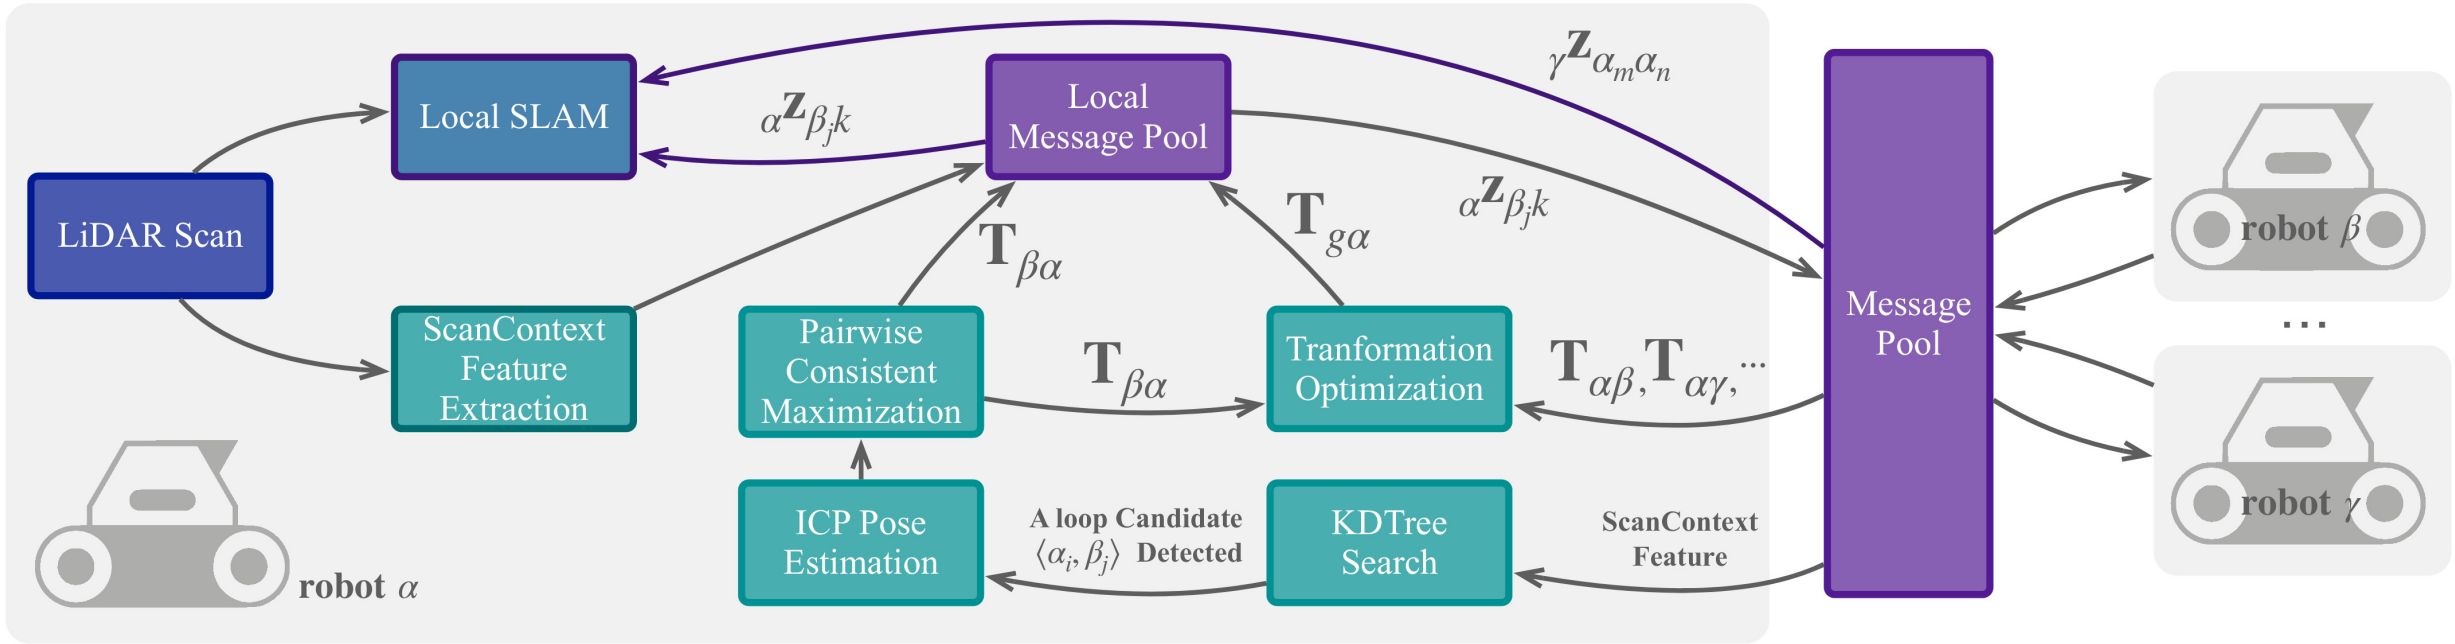 Local SLAM
Local
Message Pool
LiDAR Scan
ScanContext
Feature
Extraction
Pairwise
Consistent
Maximization
Tranformation
Optimization
ICP Pose
Estimation
KDTree
Search
Message
Pool
γzαmαn
αzβjk
αzβjk
Tβα
Tgα
Tβα
Tαβ,Tαγ,...
A loop Candidate
⟨αi, βj⟩ Detected
ScanContext
Feature
robot α
robot β
...
robot γ